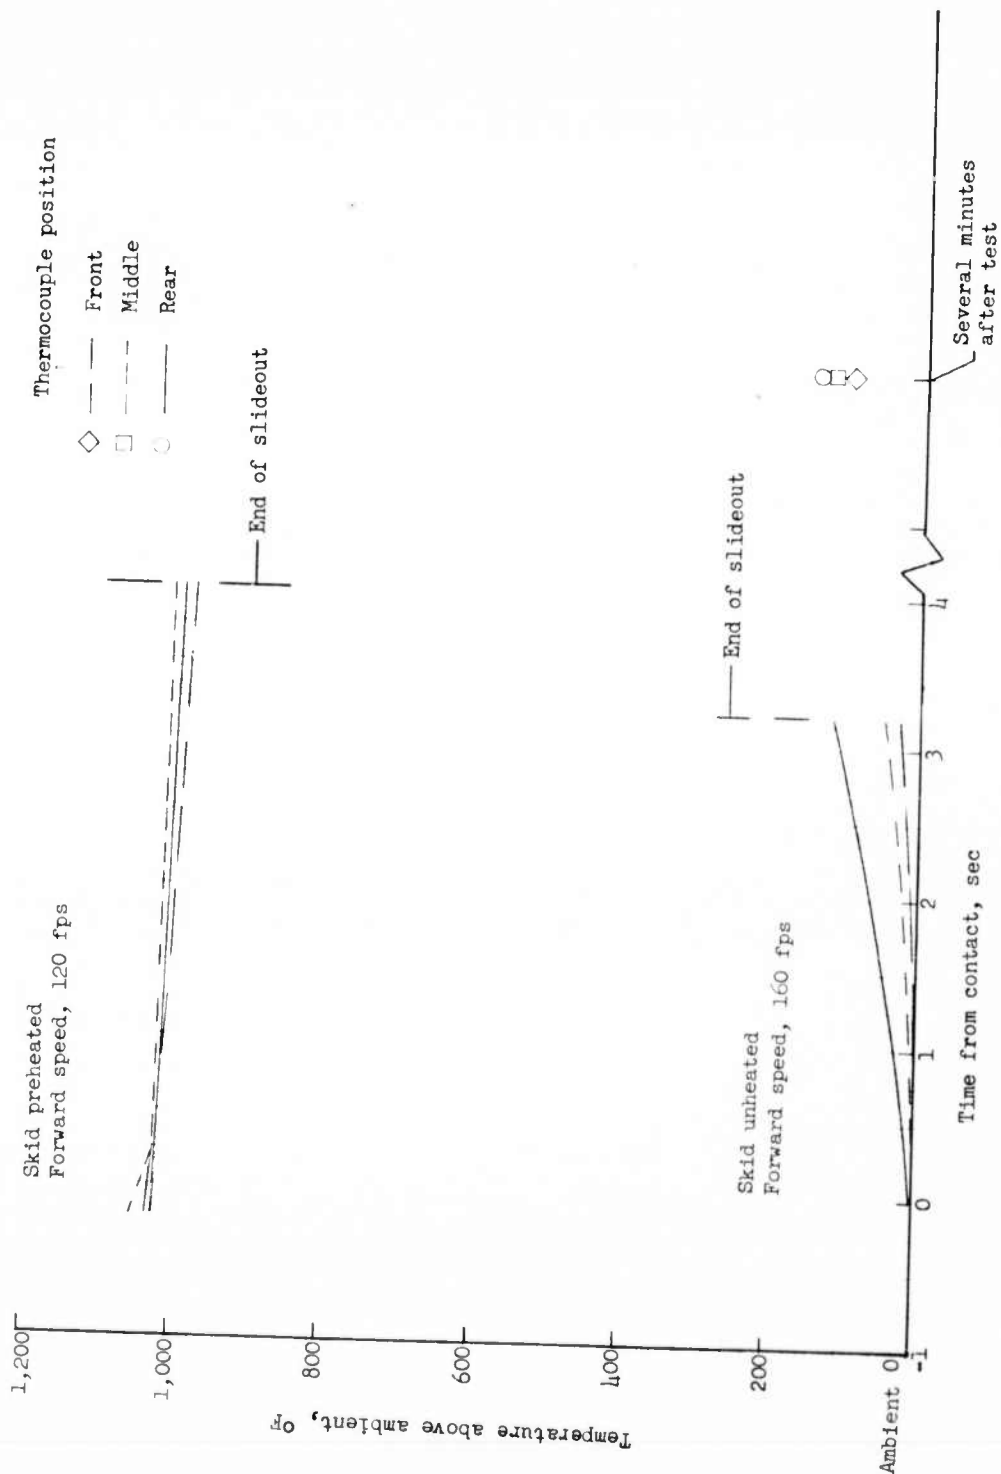 Thermocouple position
Front
Middle
Rear
Skid preheated
Forward speed, 120 fps
End of slideout
Skid unheated
Forward speed, 160 fps
End of slideout
Several minutes
after test
1,200
1,000
800
600
400
200
Ambient 0
Temperature above ambient, °F
-1
0
1
2
3
4
Time from contact, sec